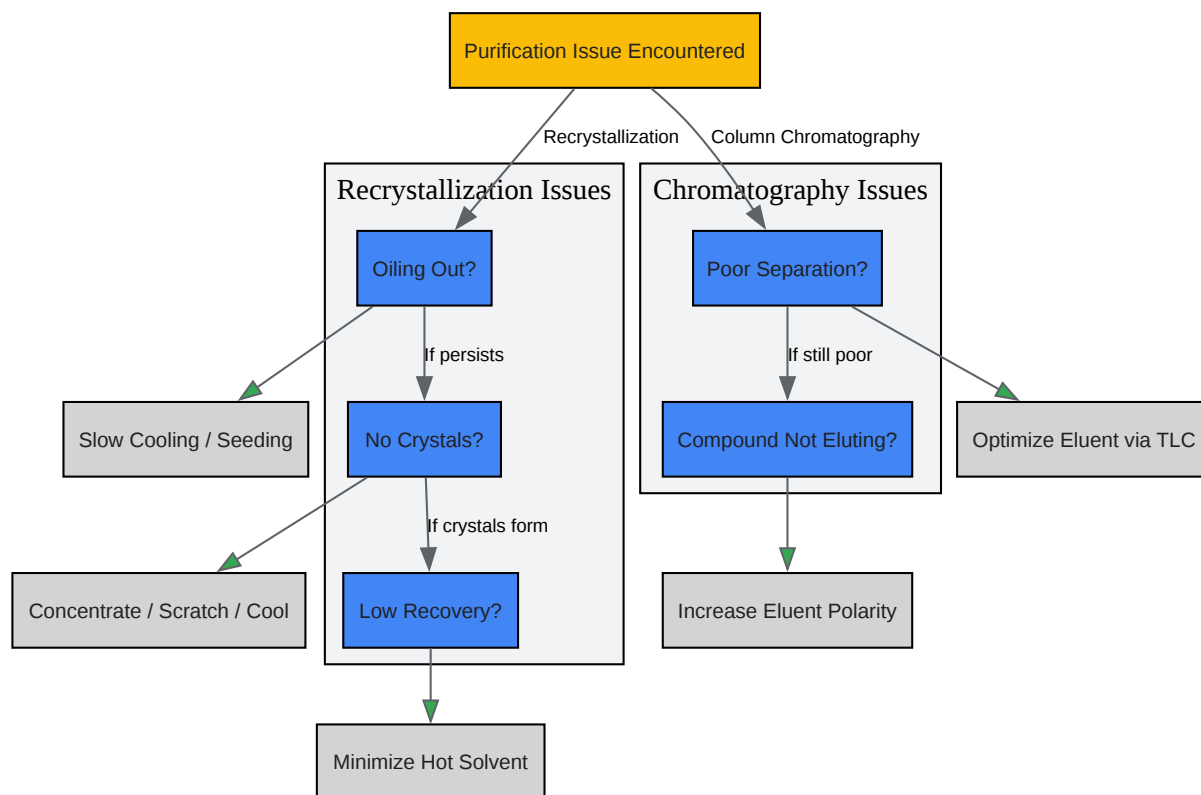 Purification Issue Encountered
Recrystallization
Column Chromatography
Recrystallization Issues
Chromatography Issues
Oiling Out?
Poor Separation?
If persists
If still poor
Slow Cooling / Seeding
No Crystals?
Compound Not Eluting?
Optimize Eluent via TLC
If crystals form
Concentrate / Scratch / Cool
Low Recovery?
Increase Eluent Polarity
Minimize Hot Solvent